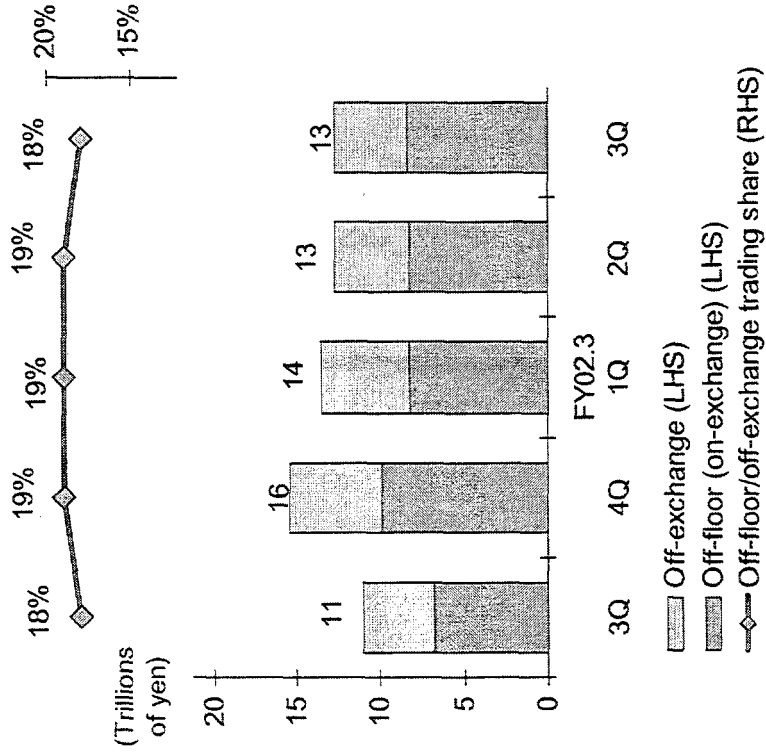 (Trillions
of yen)
18%
19%
19%
19%
18%
20%
15%
20
15
10
5
0
11
16
14
13
13
FY02.3
3Q
4Q
1Q
2Q
3Q
Off-exchange (LHS)
Off-floor (on-exchange) (LHS)
Off-floor/off-exchange trading share (RHS)